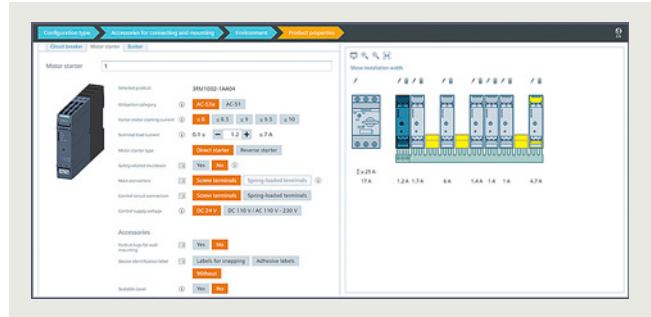 Configuration type
Accessories for connecting and mounting
Environment
Product properties
Circuit breaker
Motor starter
Busbar
Motor starter
1
Show installation width
Selected product
3RM1002-1AA04
Utilization category
AC-53a
AC-51
Factor motor starting current
≤ 8
≤ 8.5
≤ 9
≤ 9.5
≤ 10
Nominal load current
1.2
≤ 7 A
Motor starter type
Direct starter
Reverse starter
Safety-related shutdown
Yes
No
Main connection
Screw terminals
Spring-loaded terminals
Control circuit connection
Screw terminals
Spring-loaded terminals
Control supply voltage
DC 24 V
DC 110 V / AC 110 V - 230 V
Accessories
Push-in lugs for wall
mounting
Yes
No
Device identification label
Labels for snapping
Adhesive labels
Without
Sealable cover
Yes
No
∑ ≤ 25 A
17 A
1.2 A
1.7 A
6 A
1.4 A
1 A
1 A
4.7 A